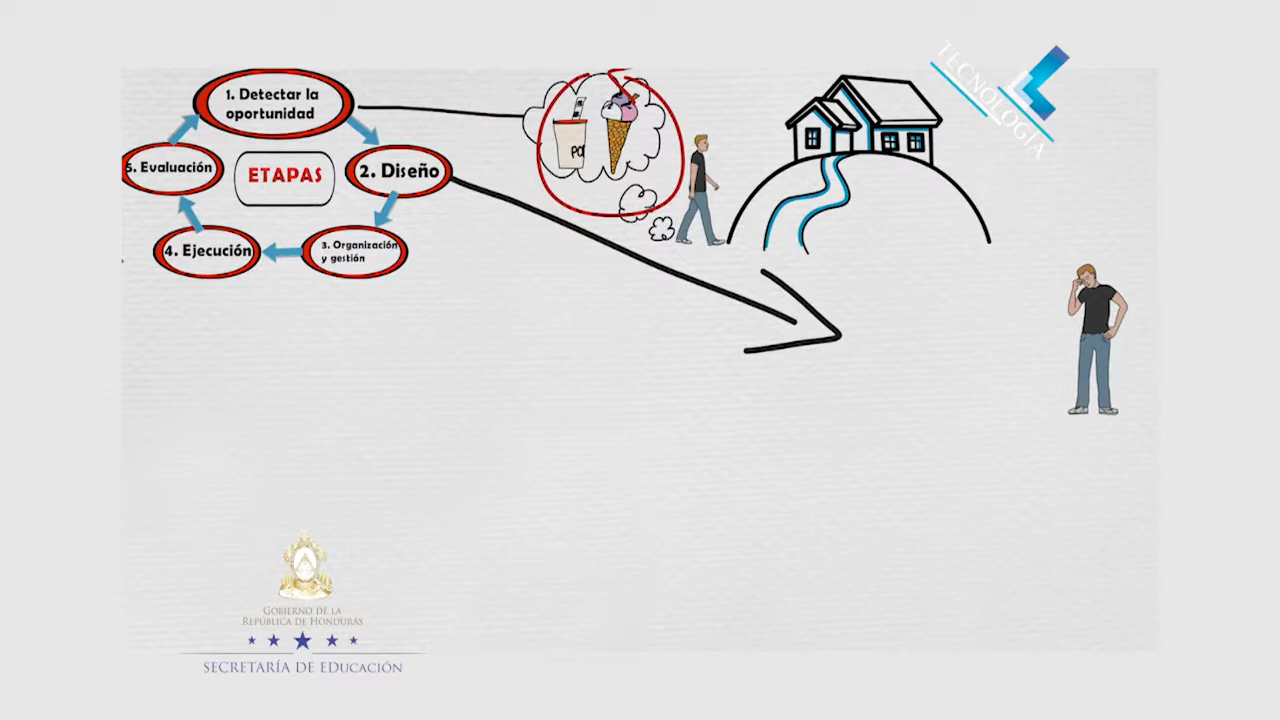 1. Detectar la
oportunidad
5. Evaluación
ETAPAS
2. Diseño
4. Ejecución
3. Organización
y gestión
TECNOLOGÍA
GOBIERNO DE LA
REPÚBLICA DE HONDURAS
SECRETARÍA DE EDUCACIÓN